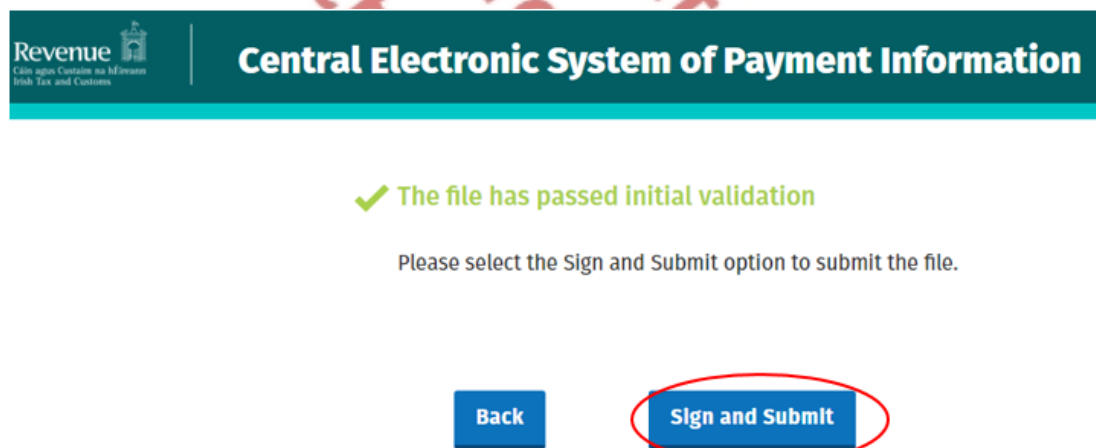 Revenue
Cáin agus Custaim na hÉireann
Irish Tax and Customs
Central Electronic System of Payment Information
The file has passed initial validation
Please select the Sign and Submit option to submit the file.
Back
Sign and Submit